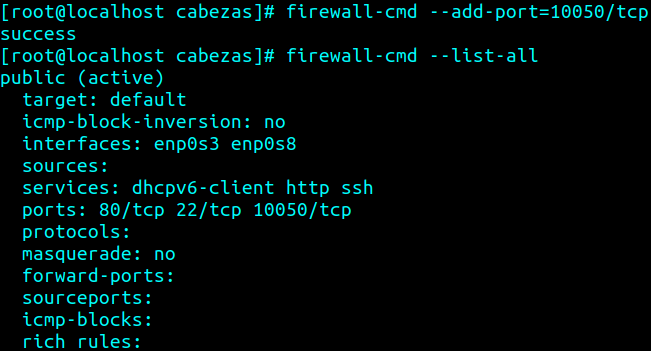 [root@localhost cabezas]# firewall-cmd --add-port=10050/tcp
success
[root@localhost cabezas]# firewall-cmd --list-all
public (active)
  target: default
  icmp-block-inversion: no
  interfaces: enp0s3 enp0s8
  sources:
  services: dhcpv6-client http ssh
  ports: 80/tcp 22/tcp 10050/tcp
  protocols:
  masquerade: no
  forward-ports:
  sourceports:
  icmp-blocks:
  rich rules: